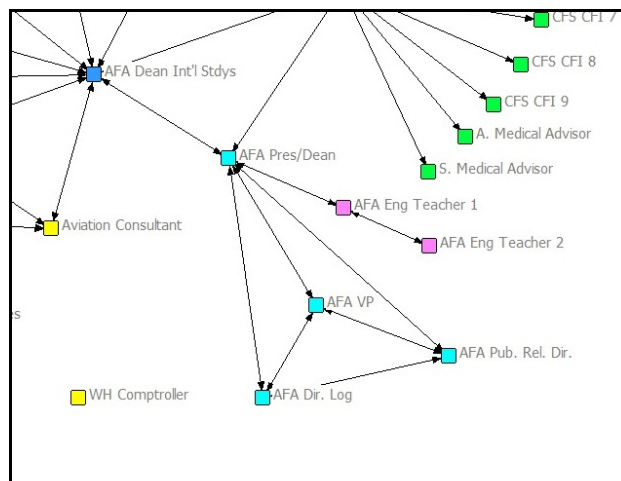 CFS CFI 7
CFS CFI 8
AFA Dean Int'l Stdys
CFS CFI 9
A. Medical Advisor
AFA Pres/Dean
S. Medical Advisor
AFA Eng Teacher 1
Aviation Consultant
AFA Eng Teacher 2
AFA VP
es
AFA Pub. Rel. Dir.
WH Comptroller
AFA Dir. Log